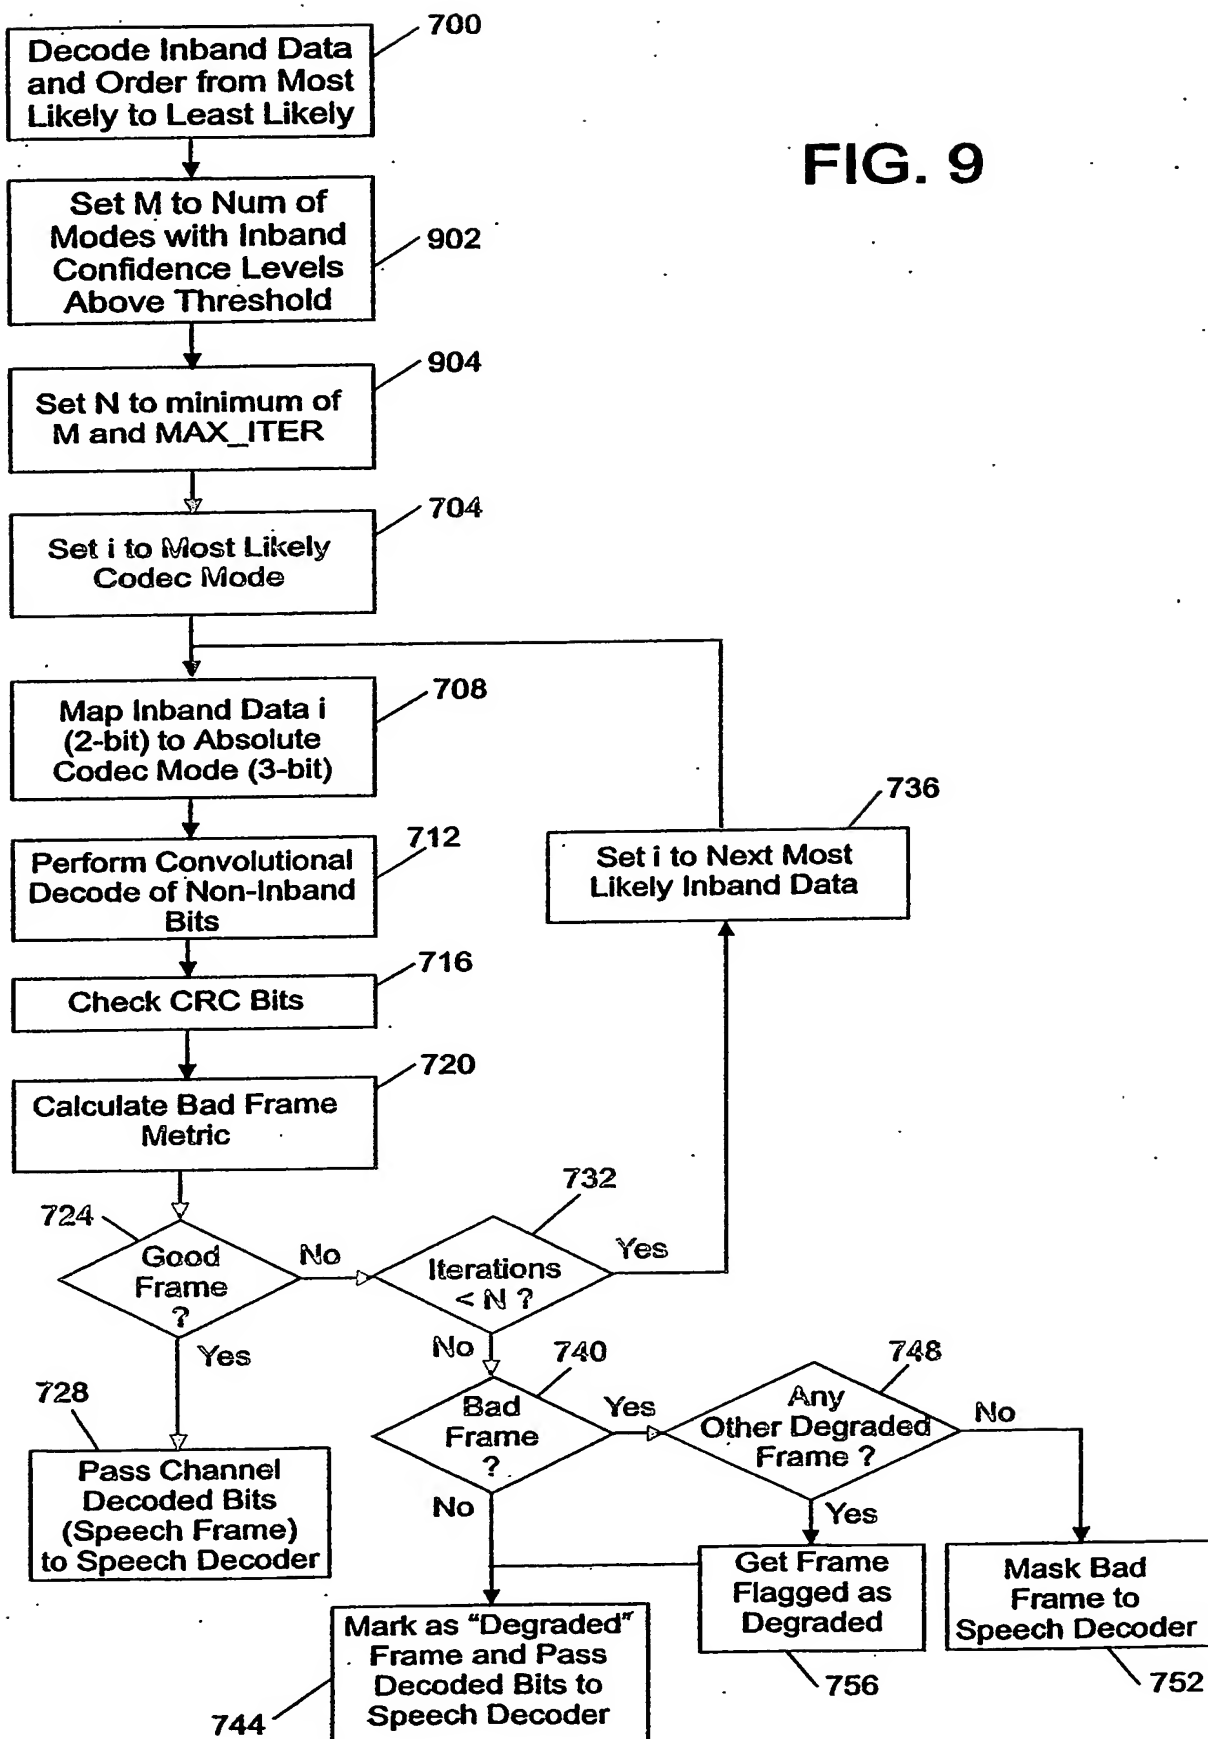 700
Decode Inband Data
and Order from Most
Likely to Least Likely
FIG. 9
Set M to Num of
Modes with Inband
Confidence Levels
Above Threshold
902
904
Set N to minimum of
M and MAX_ITER
704
Set i to Most Likely
Codec Mode
708
Map Inband Data i
(2-bit) to Absolute
Codec Mode (3-bit)
736
712
Perform Convolutional
Decode of Non-Inband
Bits
Set i to Next Most
Likely Inband Data
716
Check CRC Bits
720
Calculate Bad Frame
Metric
732
724
Good
Frame
?
No
Iterations
< N ?
Yes
Yes
No
740
748
728
Bad
Frame
?
Yes
Any
Other Degraded
Frame ?
No
Pass Channel
Decoded Bits
(Speech Frame)
to Speech Decoder
No
Yes
Get Frame
Flagged as
Degraded
Mask Bad
Frame to
Speech Decoder
Mark as "Degraded"
Frame and Pass
Decoded Bits to
Speech Decoder
756
752
744